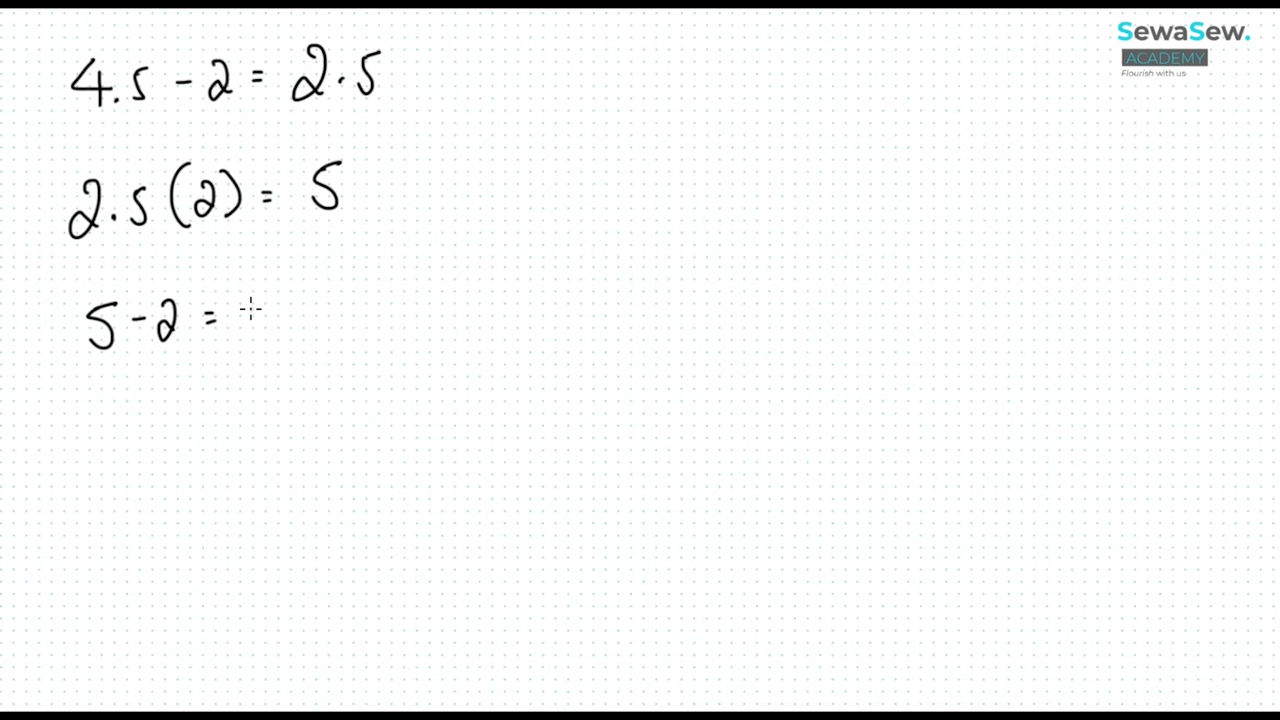 SewaSew.
ACADEMY
Flourish with us
4.5 - 2 = 2.5
2.5 (2) = 5
5 - 2 =